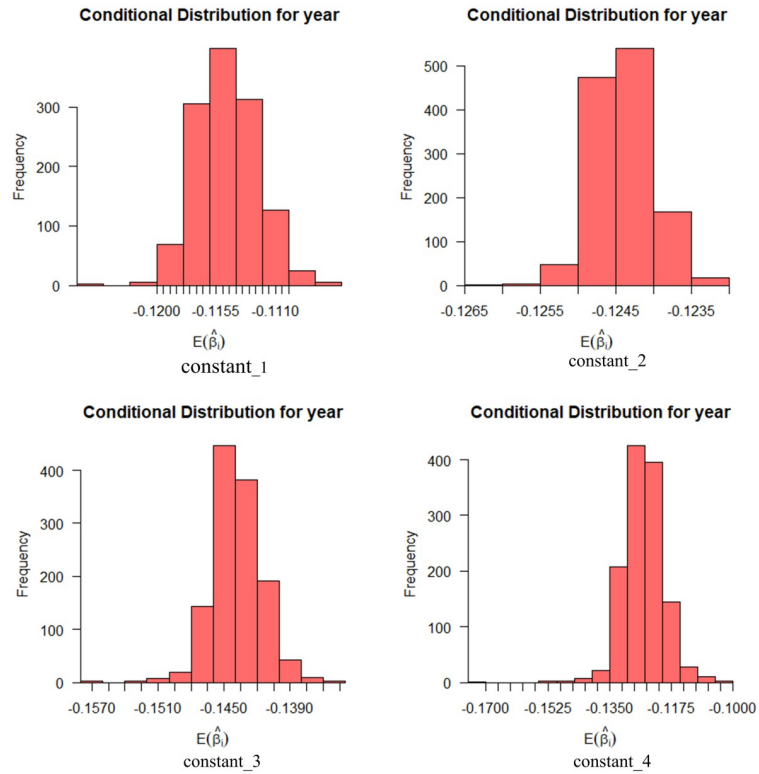 Conditional Distribution for year
Frequency
300
200
100
0
-0.1200 -0.1155 -0.1110
E(β̂ᵢ)
constant_1
Conditional Distribution for year
Frequency
500
400
300
200
100
0
-0.1265 -0.1255 -0.1245 -0.1235
E(β̂ᵢ)
constant_2
Conditional Distribution for year
Frequency
400
300
200
100
0
-0.1570 -0.1510 -0.1450 -0.1390
E(β̂ᵢ)
constant_3
Conditional Distribution for year
Frequency
400
300
200
100
0
-0.1700 -0.1525 -0.1350 -0.1175 -0.1000
E(β̂ᵢ)
constant_4